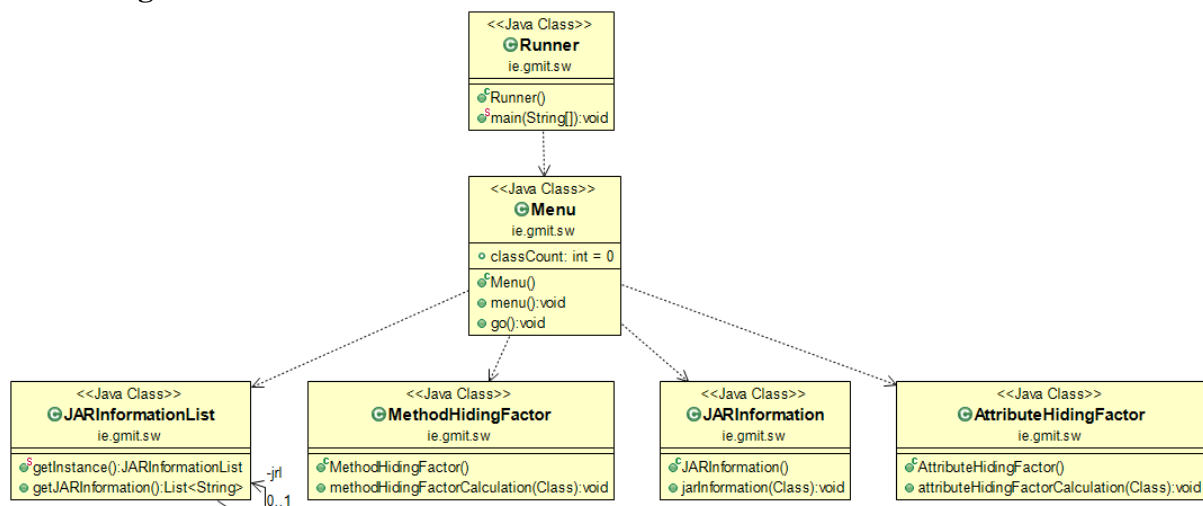 <<Java Class>>
Runner
ie.gmit.sw
Runner()
main(String[]):void
<<Java Class>>
Menu
ie.gmit.sw
classCount: int = 0
Menu()
menu():void
go():void
<<Java Class>>
JARInformationList
ie.gmit.sw
getInstance():JARInformationList
getJARInformation():List<String>
-jrl
0..1
<<Java Class>>
MethodHidingFactor
ie.gmit.sw
MethodHidingFactor()
methodHidingFactorCalculation(Class):void
<<Java Class>>
JARInformation
ie.gmit.sw
JARInformation()
jarInformation(Class):void
<<Java Class>>
AttributeHidingFactor
ie.gmit.sw
AttributeHidingFactor()
attributeHidingFactorCalculation(Class):void